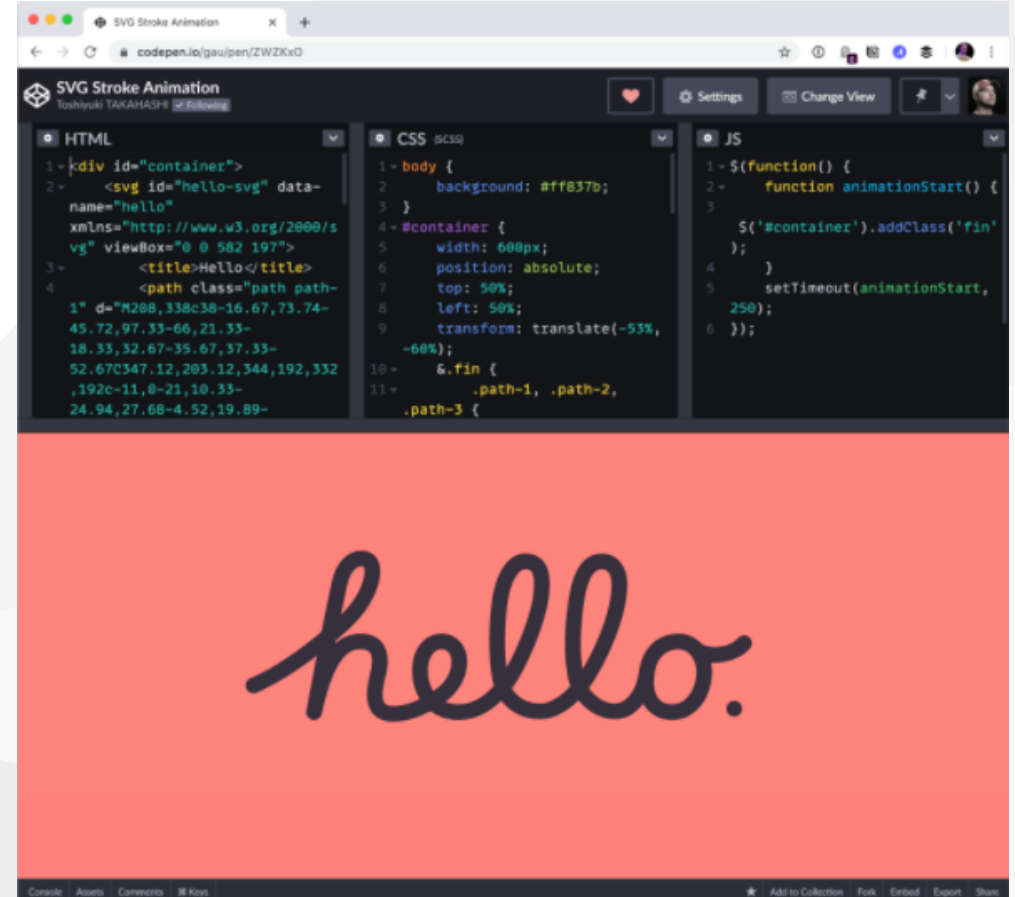 SVG Stroke Animation × +
codepen.io/gau/pen/ZWZKxO
SVG Stroke Animation
Toshiyuki TAKAHASHI ✓ Following
Settings
Change View
HTML
1 <div id="container">
2 <svg id="hello-svg" data-
name="hello"
xmlns="http://www.w3.org/2000/s
vg" viewBox="0 0 582 197">
3 <title>Hello</title>
4 <path class="path path-
1" d="M208,338c38-16.67,73.74-
45.72,97.33-66,21.33-
18.33,32.67-35.67,37.33-
52.67C347.12,203.12,344,192,332
,192c-11,0-21,10.33-
24.94,27.68-4.52,19.89-
CSS (SCSS)
1 body {
2 background: #ff837b;
3 }
4 #container {
5 width: 600px;
6 position: absolute;
7 top: 50%;
8 left: 50%;
9 transform: translate(-53%,
-60%);
10 &.fin {
11 .path-1, .path-2,
.path-3 {
JS
1 $(function() {
2 function animationStart() {
3
$('#container').addClass('fin'
);
4 }
5 setTimeout(animationStart,
250);
6 });
hello.
Console Assets Comments ⌘ Keys
Add to Collection Fork Embed Export Share